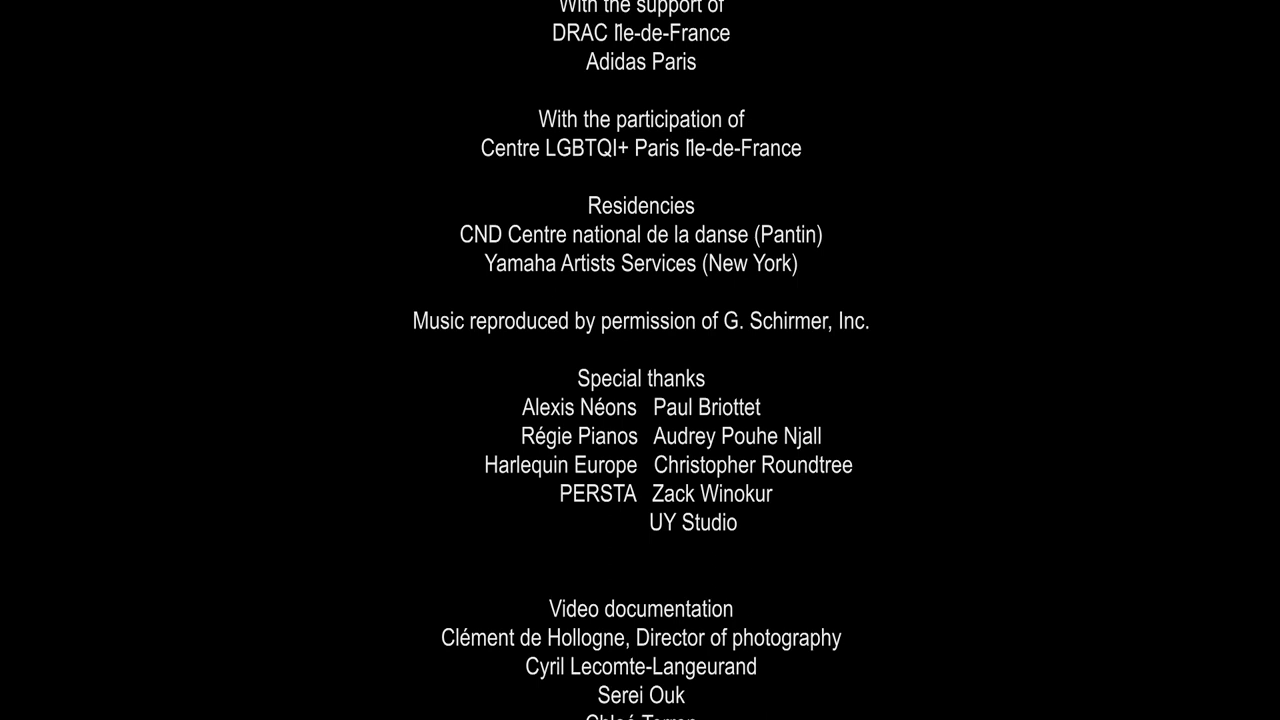 With the support of
DRAC Île-de-France
Adidas Paris
With the participation of
Centre LGBTQI+ Paris Île-de-France
Residencies
CND Centre national de la danse (Pantin)
Yamaha Artists Services (New York)
Music reproduced by permission of G. Schirmer, Inc.
Special thanks
Alexis Néons Paul Briottet
Régie Pianos Audrey Pouhe Njall
Harlequin Europe Christopher Roundtree
PERSTA Zack Winokur
UY Studio
Video documentation
Clément de Hollogne, Director of photography
Cyril Lecomte-Langeurand
Serei Ouk